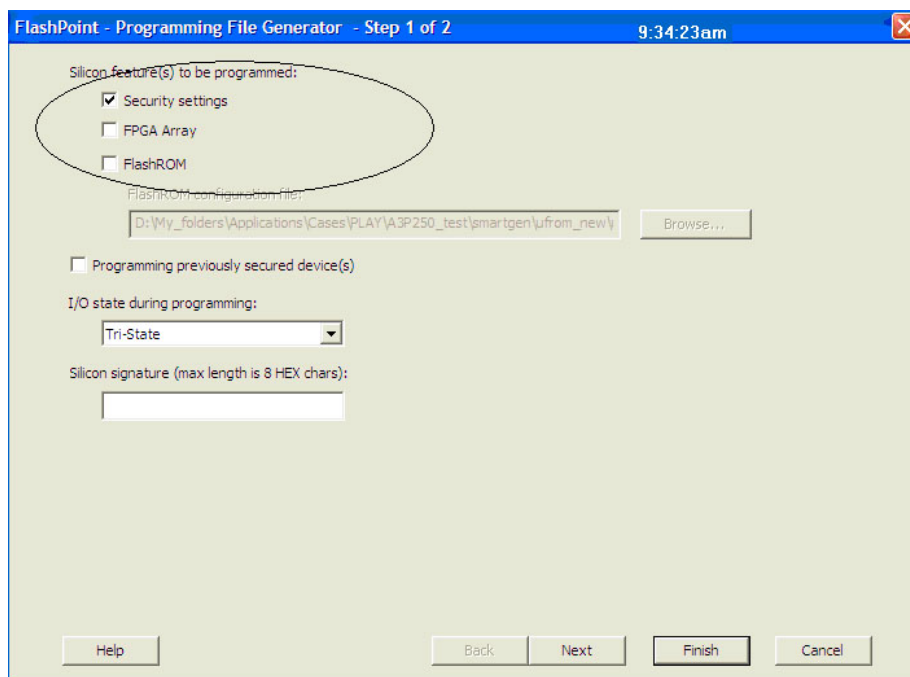 FlashPoint - Programming File Generator - Step 1 of 2 9:34:23am
Silicon feature(s) to be programmed:
Security settings
FPGA Array
FlashROM
FlashROM configuration file:
D:\My_folders\Applications\Cases\PLAY\A3P250_test\smartgen\ufrom_new\ Browse...
Programming previously secured device(s)
I/O state during programming:
Tri-State
Silicon signature (max length is 8 HEX chars):
Help Back Next Finish Cancel